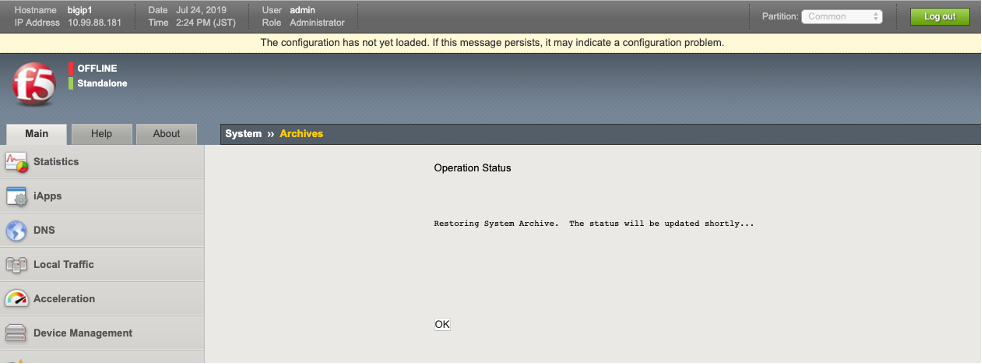 Hostname bigip1 Date Jul 24, 2019 User admin
IP Address 10.99.88.181 Time 2:24 PM (JST) Role Administrator
Partition: Common Log out
The configuration has not yet loaded. If this message persists, it may indicate a configuration problem.
f5
OFFLINE
Standalone
Main Help About
System ›› Archives
Statistics
iApps
DNS
Local Traffic
Acceleration
Device Management
Operation Status
Restoring System Archive. The status will be updated shortly...
OK